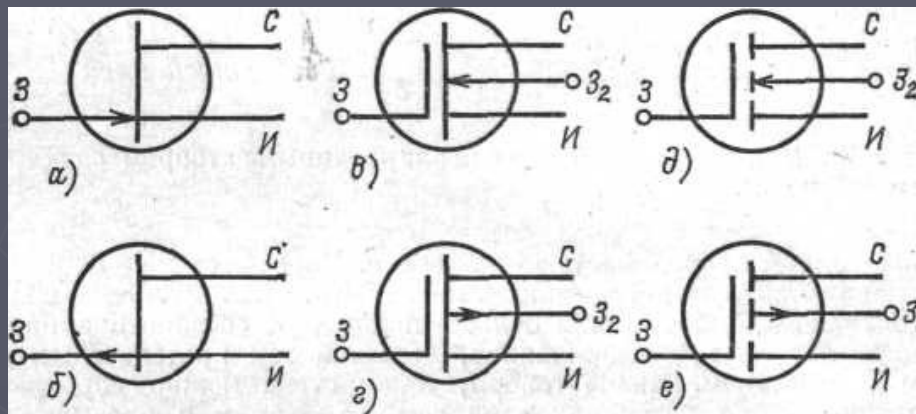 С С С
З З₂ З З₂ З
И И И
а) в) д)
С С С
З З₂ З З
И И И
б) г) е)